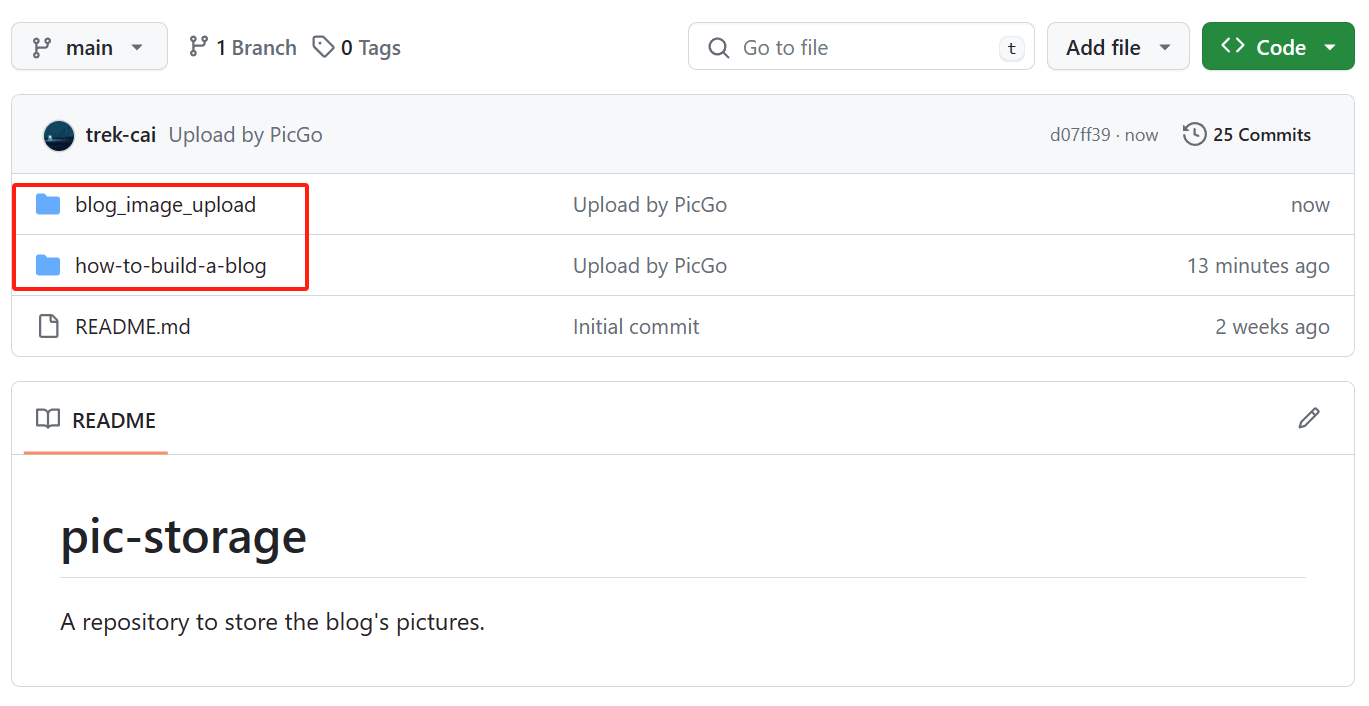 main 1 Branch 0 Tags Go to file t Add file Code
trek-cai Upload by PicGo d07ff39 · now 25 Commits
blog_image_upload Upload by PicGo now
how-to-build-a-blog Upload by PicGo 13 minutes ago
README.md Initial commit 2 weeks ago
README
pic-storage
A repository to store the blog's pictures.